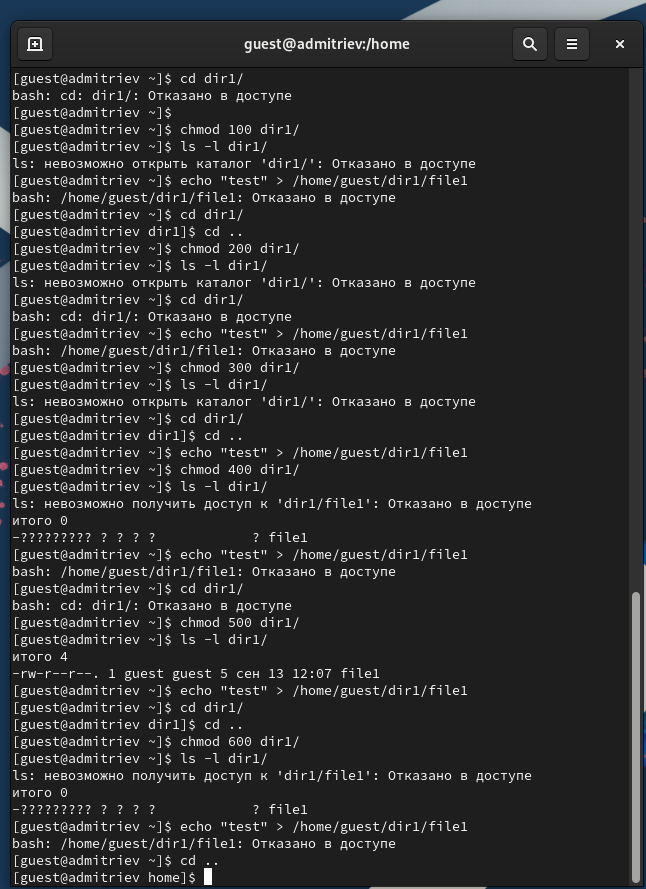 guest@admitriev:/home
[guest@admitriev ~]$ cd dir1/
bash: cd: dir1/: Отказано в доступе
[guest@admitriev ~]$
[guest@admitriev ~]$ chmod 100 dir1/
[guest@admitriev ~]$ ls -l dir1/
ls: невозможно открыть каталог 'dir1/': Отказано в доступе
[guest@admitriev ~]$ echo "test" > /home/guest/dir1/file1
bash: /home/guest/dir1/file1: Отказано в доступе
[guest@admitriev ~]$ cd dir1/
[guest@admitriev dir1]$ cd ..
[guest@admitriev ~]$ chmod 200 dir1/
[guest@admitriev ~]$ ls -l dir1/
ls: невозможно открыть каталог 'dir1/': Отказано в доступе
[guest@admitriev ~]$ cd dir1/
bash: cd: dir1/: Отказано в доступе
[guest@admitriev ~]$ echo "test" > /home/guest/dir1/file1
bash: /home/guest/dir1/file1: Отказано в доступе
[guest@admitriev ~]$ chmod 300 dir1/
[guest@admitriev ~]$ ls -l dir1/
ls: невозможно открыть каталог 'dir1/': Отказано в доступе
[guest@admitriev ~]$ cd dir1/
[guest@admitriev dir1]$ cd ..
[guest@admitriev ~]$ echo "test" > /home/guest/dir1/file1
[guest@admitriev ~]$ chmod 400 dir1/
[guest@admitriev ~]$ ls -l dir1/
ls: невозможно получить доступ к 'dir1/file1': Отказано в доступе
итого 0
-????????? ? ? ? ?            ? file1
[guest@admitriev ~]$ echo "test" > /home/guest/dir1/file1
bash: /home/guest/dir1/file1: Отказано в доступе
[guest@admitriev ~]$ cd dir1/
bash: cd: dir1/: Отказано в доступе
[guest@admitriev ~]$ chmod 500 dir1/
[guest@admitriev ~]$ ls -l dir1/
итого 4
-rw-r--r--. 1 guest guest 5 сен 13 12:07 file1
[guest@admitriev ~]$ echo "test" > /home/guest/dir1/file1
[guest@admitriev ~]$ cd dir1/
[guest@admitriev dir1]$ cd ..
[guest@admitriev ~]$ chmod 600 dir1/
[guest@admitriev ~]$ ls -l dir1/
ls: невозможно получить доступ к 'dir1/file1': Отказано в доступе
итого 0
-????????? ? ? ? ?            ? file1
[guest@admitriev ~]$ echo "test" > /home/guest/dir1/file1
bash: /home/guest/dir1/file1: Отказано в доступе
[guest@admitriev ~]$ cd ..
[guest@admitriev home]$